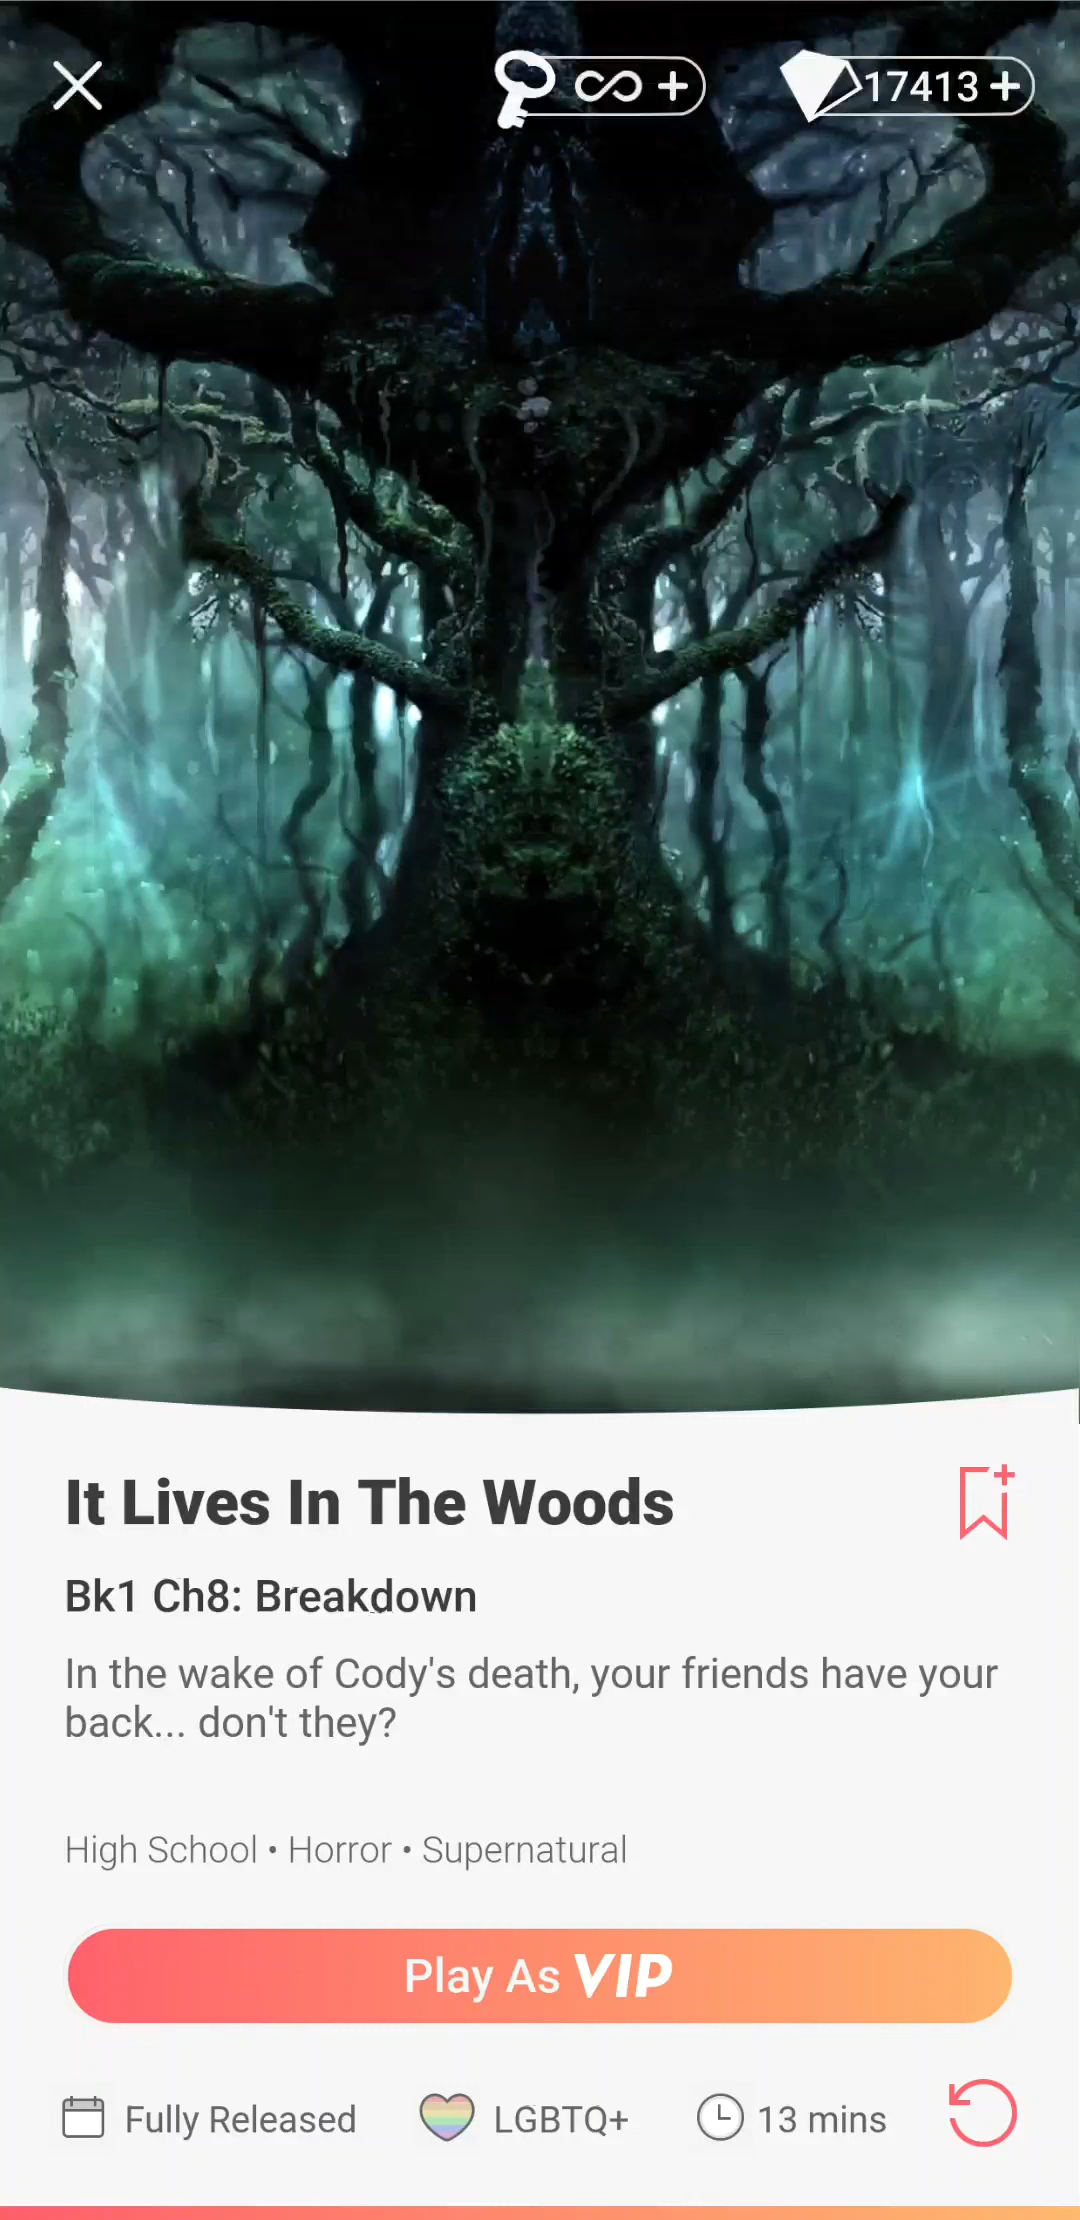 ∞ + 17413 +
It Lives In The Woods
Bk1 Ch8: Breakdown
In the wake of Cody's death, your friends have your
back... don't they?
High School • Horror • Supernatural
Play As VIP
Fully Released LGBTQ+ 13 mins